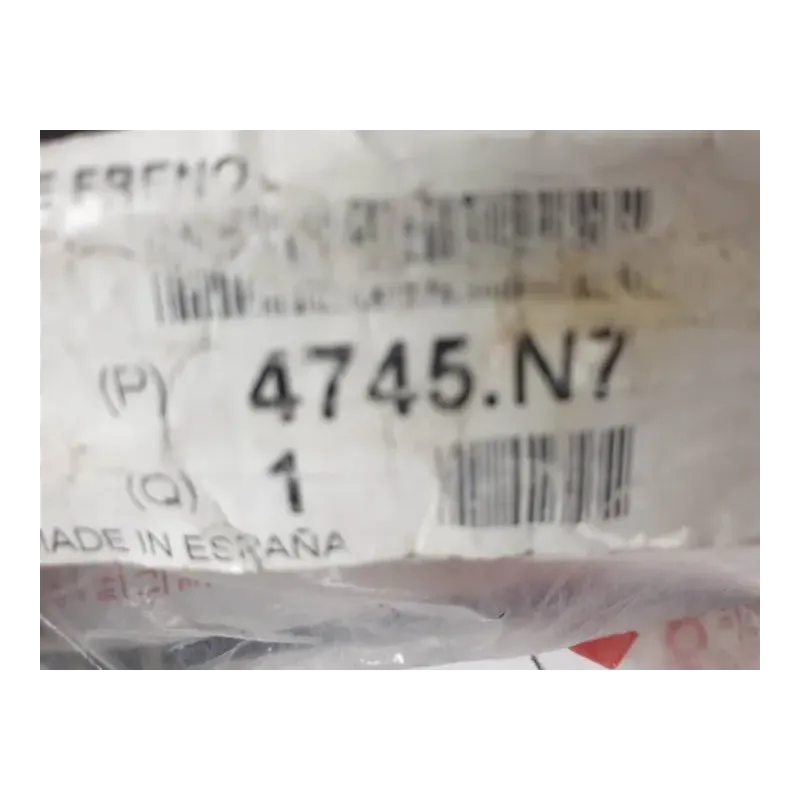 E FRENO
(P) 4745.N7
(Q) 1
MADE IN ESPAÑA